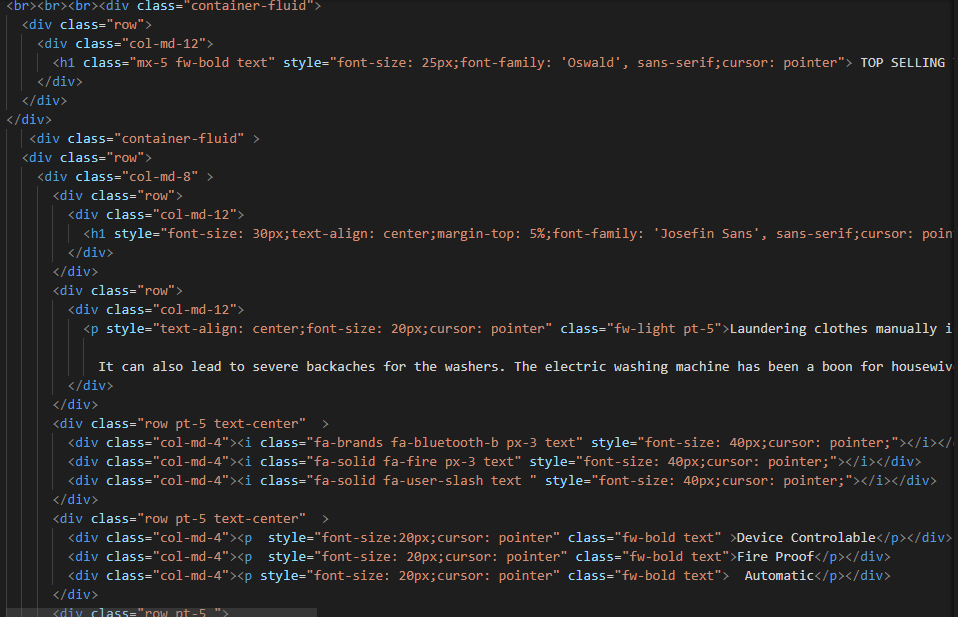 <br><br><br><div class="container-fluid">
<div class="row">
<div class="col-md-12">
<h1 class="mx-5 fw-bold text" style="font-size: 25px;font-family: 'Oswald', sans-serif;cursor: pointer"> TOP SELLING
</div>
</div>
</div>
<div class="container-fluid" >
<div class="row">
<div class="col-md-8" >
<div class="row">
<div class="col-md-12">
<h1 style="font-size: 30px;text-align: center;margin-top: 5%;font-family: 'Josefin Sans', sans-serif;cursor: poin
</div>
</div>
<div class="row">
<div class="col-md-12">
<p style="text-align: center;font-size: 20px;cursor: pointer" class="fw-light pt-5">Laundering clothes manually i
It can also lead to severe backaches for the washers. The electric washing machine has been a boon for housewiv
</div>
</div>
<div class="row pt-5 text-center"  >
<div class="col-md-4"><i class="fa-brands fa-bluetooth-b px-3 text" style="font-size: 40px;cursor: pointer;"></i></
<div class="col-md-4"><i class="fa-solid fa-fire px-3 text" style="font-size: 40px;cursor: pointer;"></i></div>
<div class="col-md-4"><i class="fa-solid fa-user-slash text " style="font-size: 40px;cursor: pointer;"></i></div>
</div>
<div class="row pt-5 text-center"  >
<div class="col-md-4"><p  style="font-size:20px;cursor: pointer" class="fw-bold text" >Device Controlable</p></div>
<div class="col-md-4"><p  style="font-size: 20px;cursor: pointer" class="fw-bold text">Fire Proof</p></div>
<div class="col-md-4"><p style="font-size: 20px;cursor: pointer" class="fw-bold text">  Automatic</p></div>
</div>
<div class="row pt-5 ">